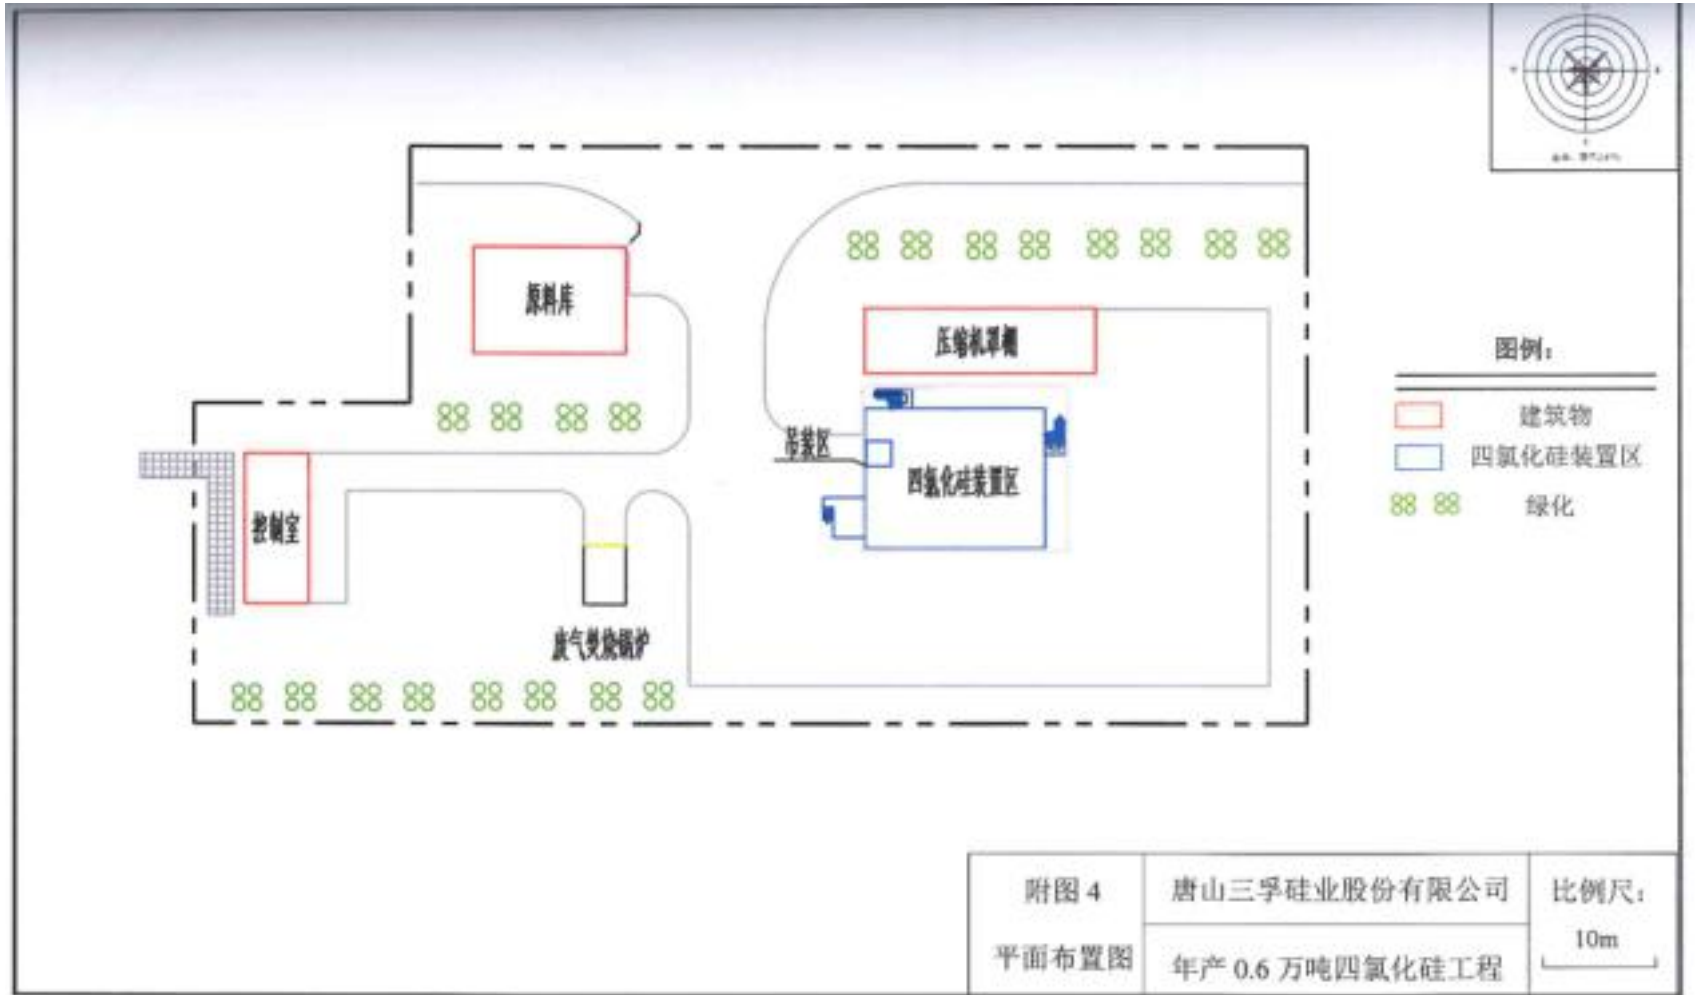 原料库
压缩机罩棚
图例：
建筑物
吊装区
四氯化硅装置区
四氯化硅装置区
绿化
控制室
废气焚烧锅炉
附图 4
平面布置图
唐山三孚硅业股份有限公司
年产 0.6 万吨四氯化硅工程
比例尺：
10m